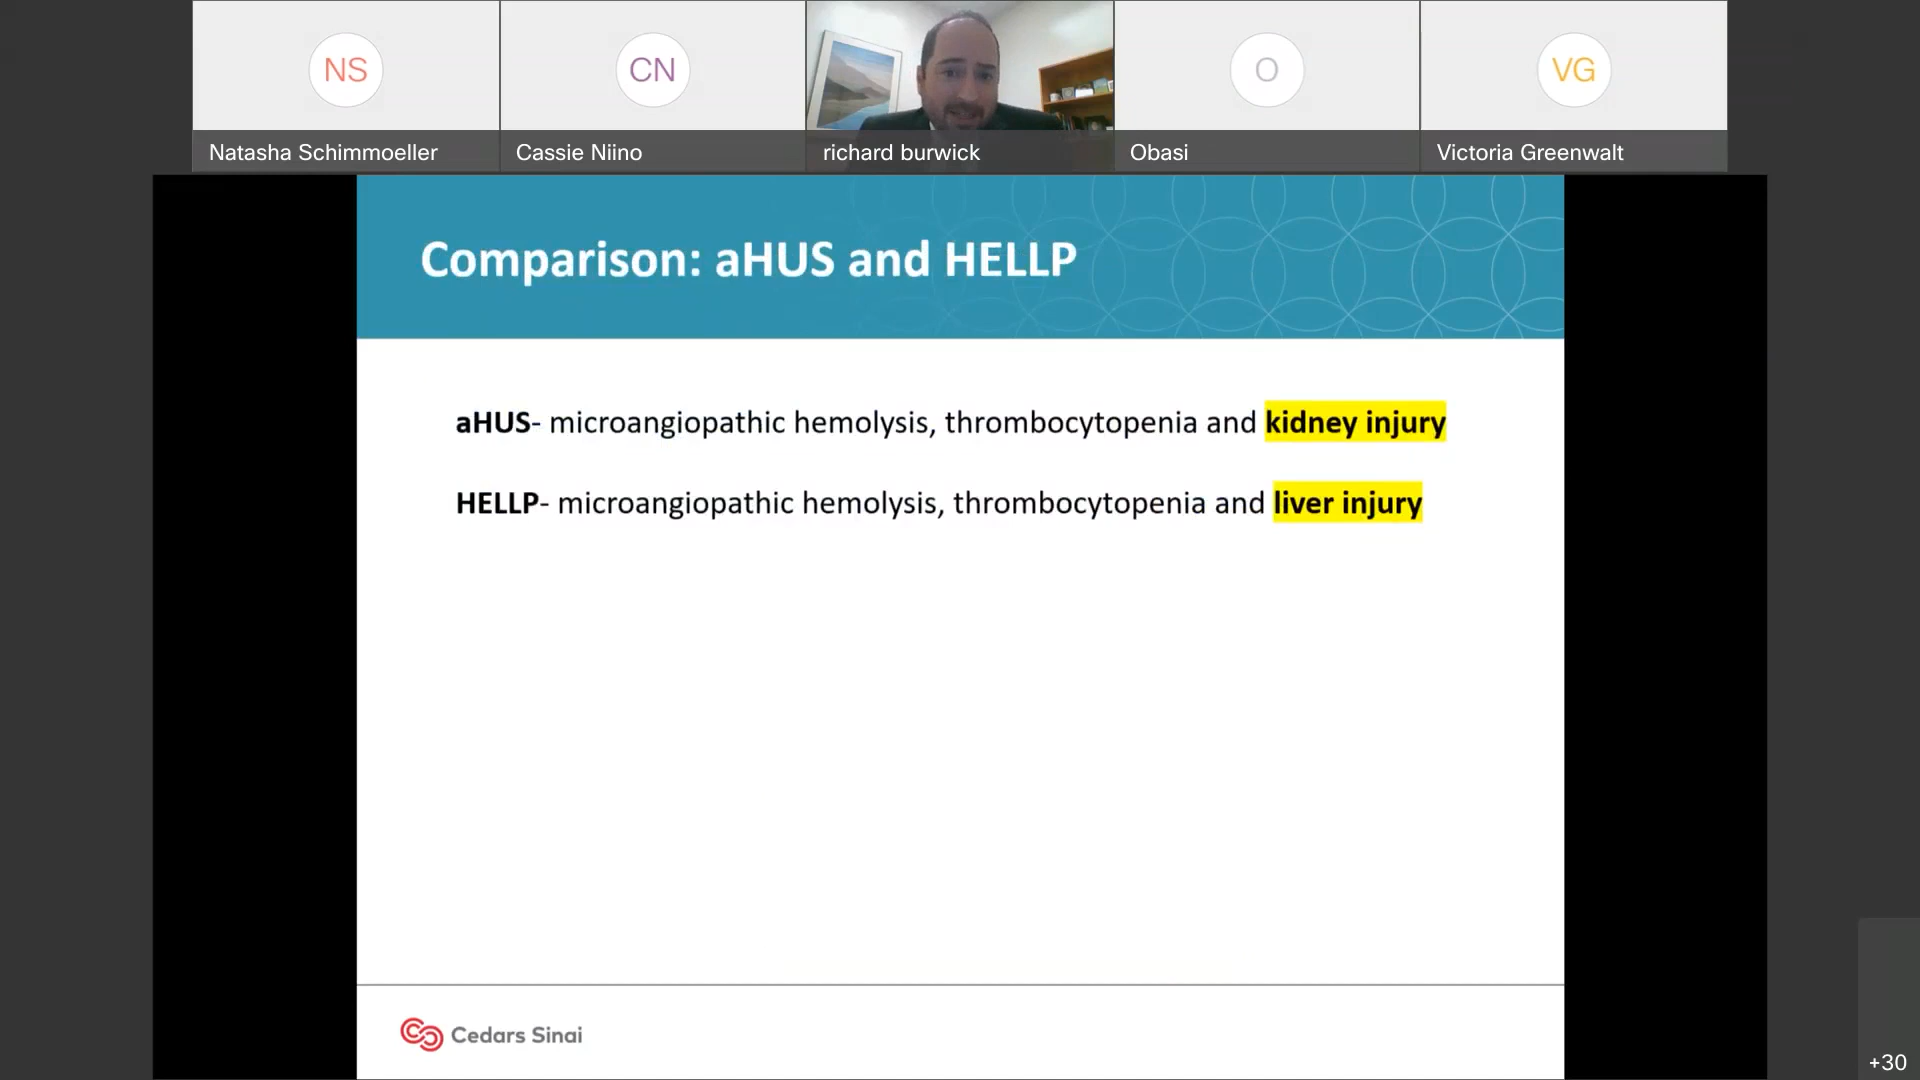 NS
CN
O
VG
Natasha Schimmoeller
Cassie Niino
richard burwick
Obasi
Victoria Greenwalt
Comparison: aHUS and HELLP
aHUS- microangiopathic hemolysis, thrombocytopenia and kidney injury
HELLP- microangiopathic hemolysis, thrombocytopenia and liver injury
Cedars Sinai
+30